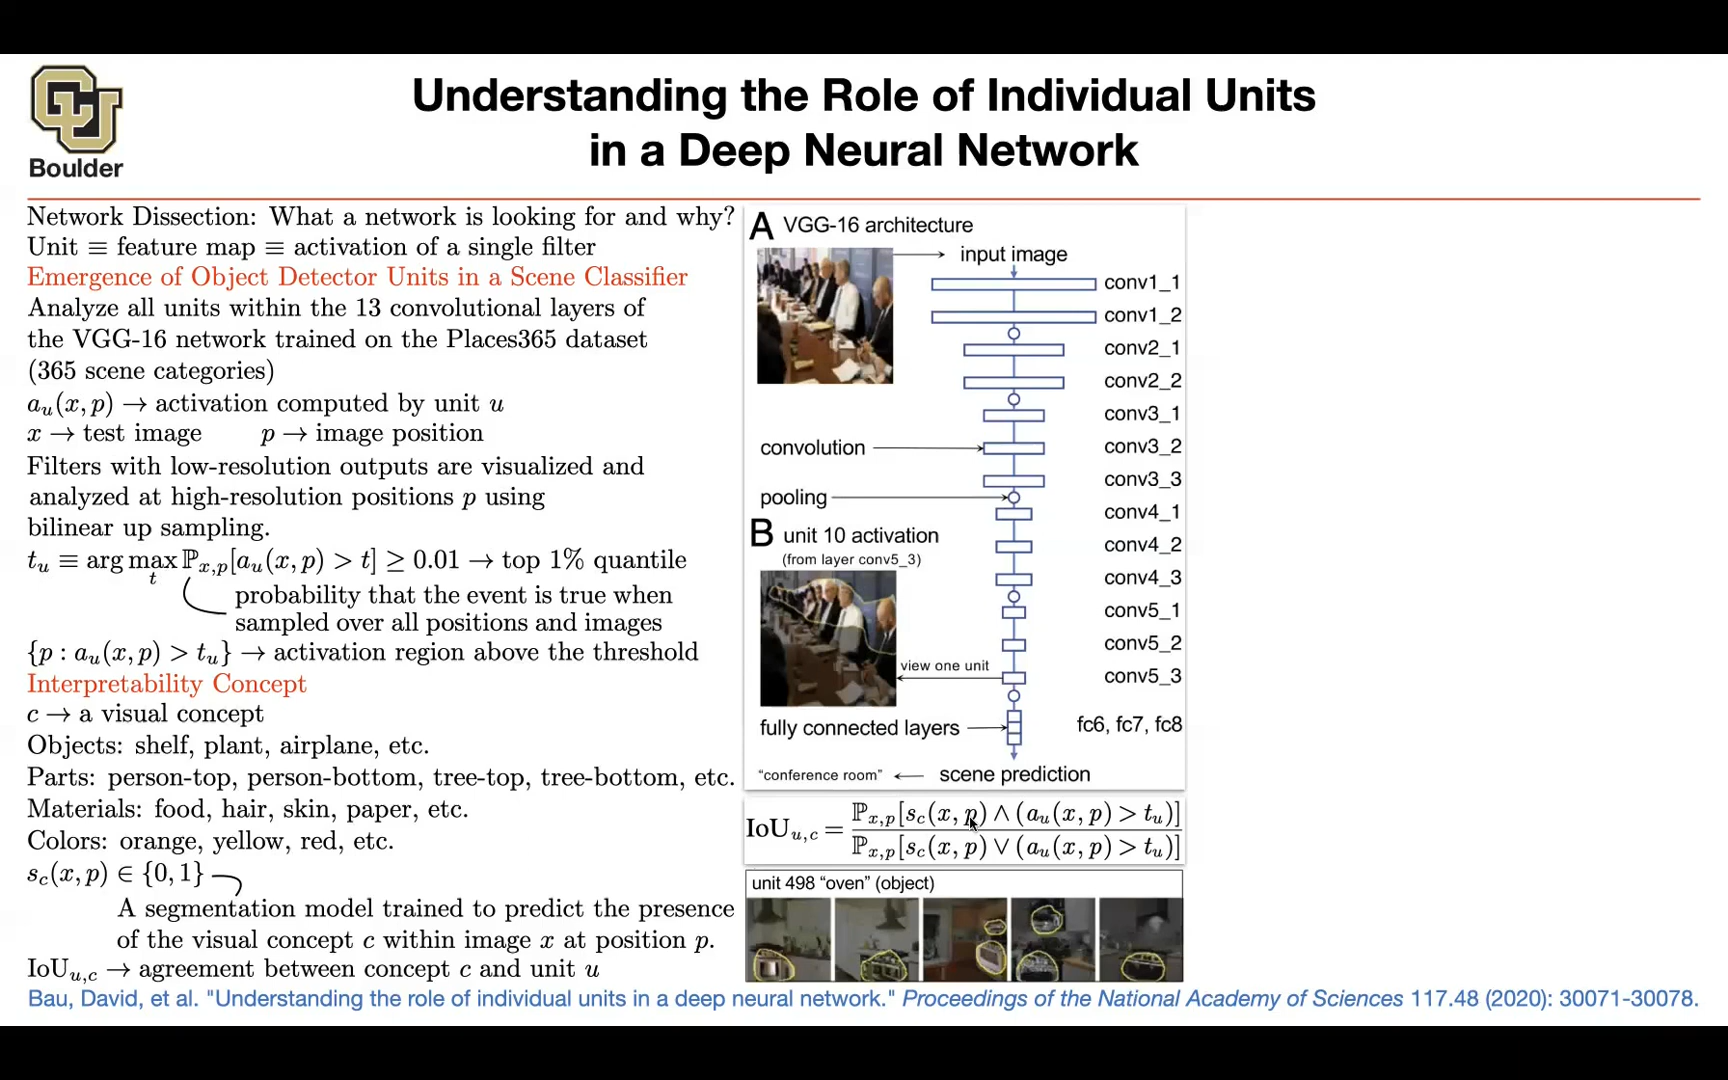 Boulder
Understanding the Role of Individual Units
in a Deep Neural Network
Network Dissection: What a network is looking for and why?
Unit ≡ feature map ≡ activation of a single filter
Emergence of Object Detector Units in a Scene Classifier
Analyze all units within the 13 convolutional layers of
the VGG-16 network trained on the Places365 dataset
(365 scene categories)
a_u(x, p) → activation computed by unit u
x → test image p → image position
Filters with low-resolution outputs are visualized and
analyzed at high-resolution positions p using
bilinear up sampling.
t_u ≡ arg max_t ℙ_{x,p}[a_u(x, p) > t] ≥ 0.01 → top 1% quantile
probability that the event is true when
sampled over all positions and images
{p : a_u(x, p) > t_u} → activation region above the threshold
Interpretability Concept
c → a visual concept
Objects: shelf, plant, airplane, etc.
Parts: person-top, person-bottom, tree-top, tree-bottom, etc.
Materials: food, hair, skin, paper, etc.
Colors: orange, yellow, red, etc.
s_c(x, p) ∈ {0, 1}
A segmentation model trained to predict the presence
of the visual concept c within image x at position p.
IoU_{u,c} → agreement between concept c and unit u
A VGG-16 architecture
input image
conv1_1
conv1_2
conv2_1
conv2_2
conv3_1
convolution conv3_2
conv3_3
pooling
conv4_1
B unit 10 activation
(from layer conv5_3)
conv4_2
conv4_3
conv5_1
conv5_2
view one unit
conv5_3
fully connected layers fc6, fc7, fc8
"conference room" ← scene prediction
IoU_{u,c} = ℙ_{x,p}[s_c(x, p) ∧ (a_u(x, p) > t_u)]
ℙ_{x,p}[s_c(x, p) ∨ (a_u(x, p) > t_u)]
unit 498 "oven" (object)
Bau, David, et al. "Understanding the role of individual units in a deep neural network." Proceedings of the National Academy of Sciences 117.48 (2020): 30071-30078.